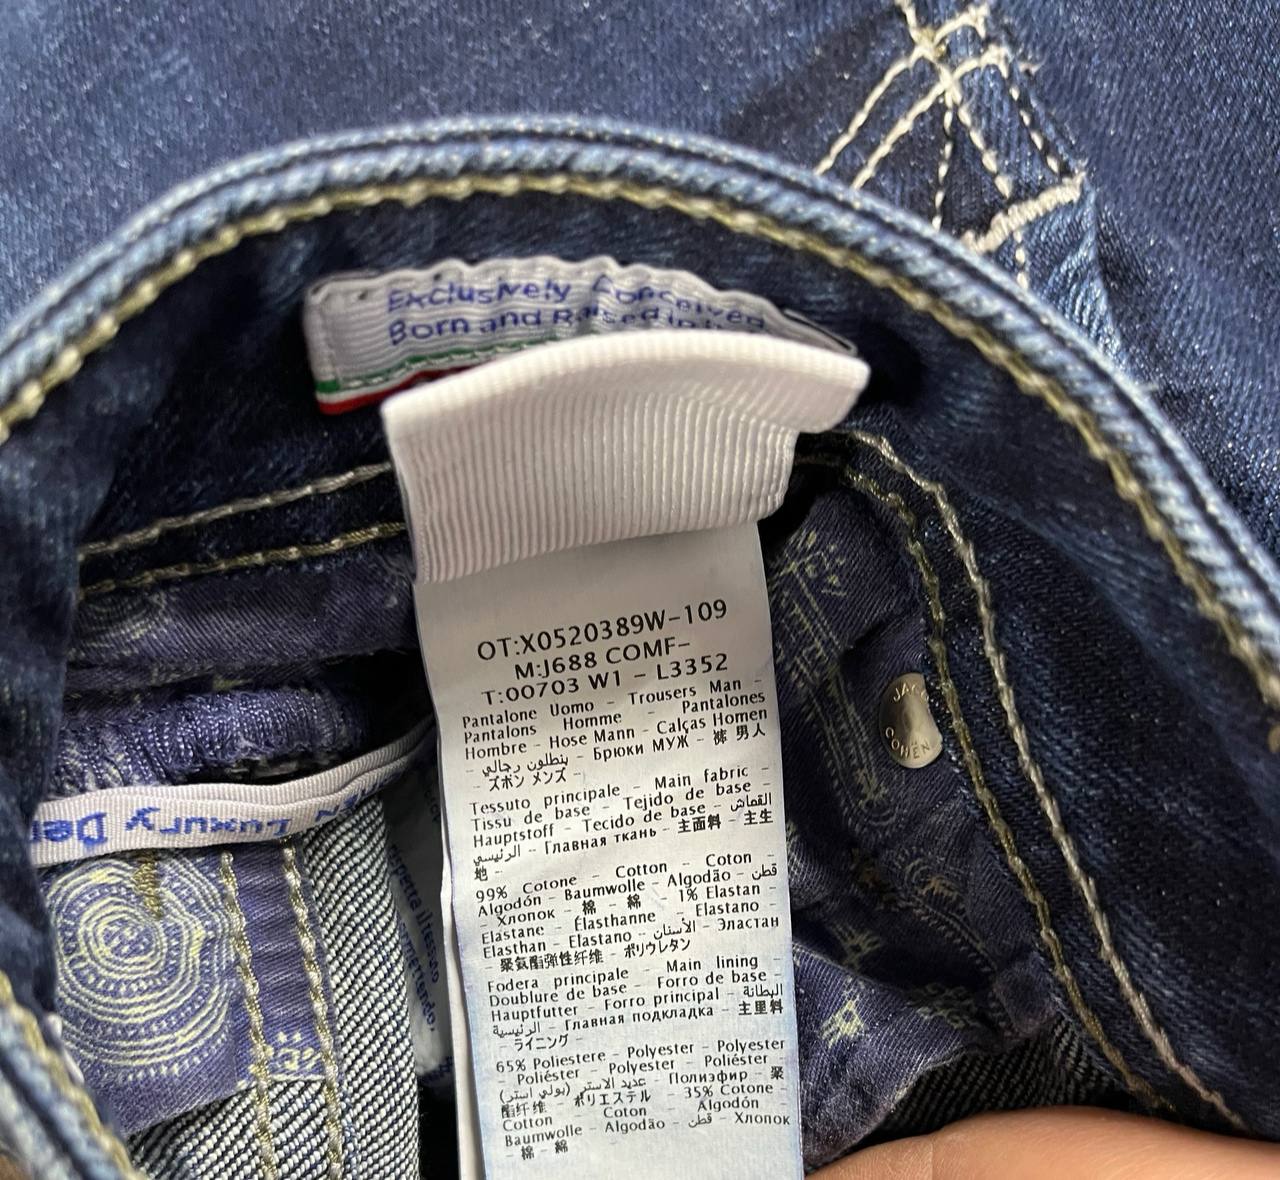 Exclusively Conceived
Born and Raised in
OT:X0520389W-109
M:J688 COMF-
T:00703 W1 - L3352
Pantalone Uomo - Trousers Man -
Pantalons Homme - Pantalones
Hombre - Hose Mann - Calças Homen
- بنطلون رجالي - Брюки МУЖ - 裤 男人
- ズボン メンズ -
Tessuto principale - Main fabric -
Tissu de base - Tejido de base -
Hauptstoff - Tecido de base - القماش
الرئيسي - Главная ткань - 主面料 - 主生
地 -
99% Cotone - Cotton - Coton -
Algodón - Baumwolle - Algodão - قطن
- Хлопок - 棉 - 綿 - 1% Elastan -
Elastane - Élasthanne - Elastano -
Elasthan - Elastano - الأستان - Эластан
- 聚氨酯弹性纤维 - ポリウレタン
Fodera principale - Main lining -
Doublure de base - Forro de base -
Hauptfutter - Forro principal - البطانة
الرئيسية - Главная подкладка - 主里料
- ライニング -
65% Poliestere - Polyester - Polyester
- Poliéster - Polyester - Poliéster -
عديد الاستر (بولي استر) - Полиэфир - 聚
酯纤维 - ポリエステル - 35% Cotone -
Cotton - Coton - Algodón -
Baumwolle - Algodão - قطن - Хлопок
- 棉 - 綿
JAC
COHËN
Luxury